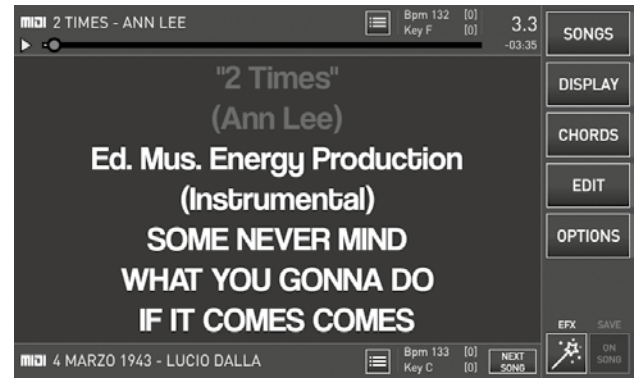 MIDI 2 TIMES - ANN LEE
Bpm 132 [0]
Key F [0]
3.3
-03:35
"2 Times"
(Ann Lee)
Ed. Mus. Energy Production
(Instrumental)
SOME NEVER MIND
WHAT YOU GONNA DO
IF IT COMES COMES
MIDI 4 MARZO 1943 - LUCIO DALLA
Bpm 133 [0]
Key C [0]
NEXT
SONG
SONGS
DISPLAY
CHORDS
EDIT
OPTIONS
EFX SAVE
ON
SONG